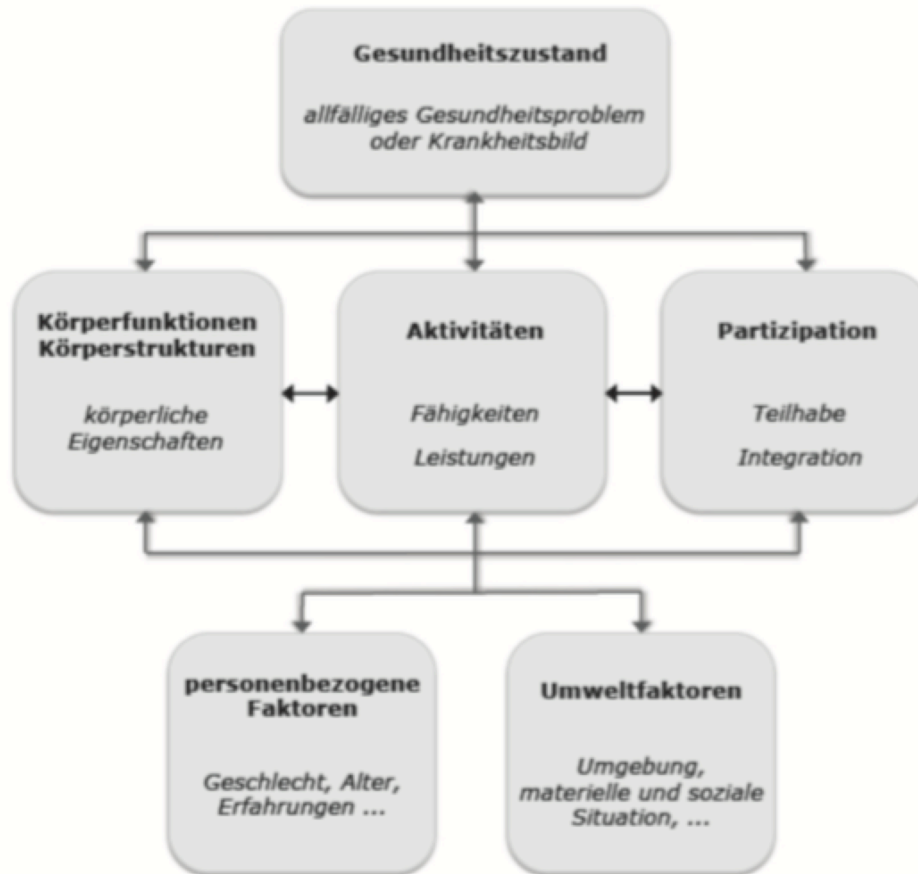 Gesundheitszustand
allfälliges Gesundheitsproblem
oder Krankheitsbild
Körperfunktionen
Körperstrukturen
körperliche
Eigenschaften
Aktivitäten
Fähigkeiten
Leistungen
Partizipation
Teilhabe
Integration
personenbezogene
Faktoren
Geschlecht, Alter,
Erfahrungen ...
Umweltfaktoren
Umgebung,
materielle und soziale
Situation, ...